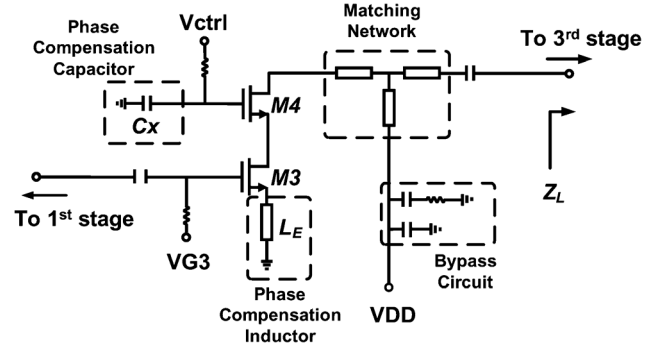 Phase
Compensation
Capacitor
Vctrl
Matching
Network
To 3rd stage
M4
Cx
M3
ZL
To 1st stage
LE
VG3
Bypass
Circuit
Phase
Compensation
Inductor
VDD